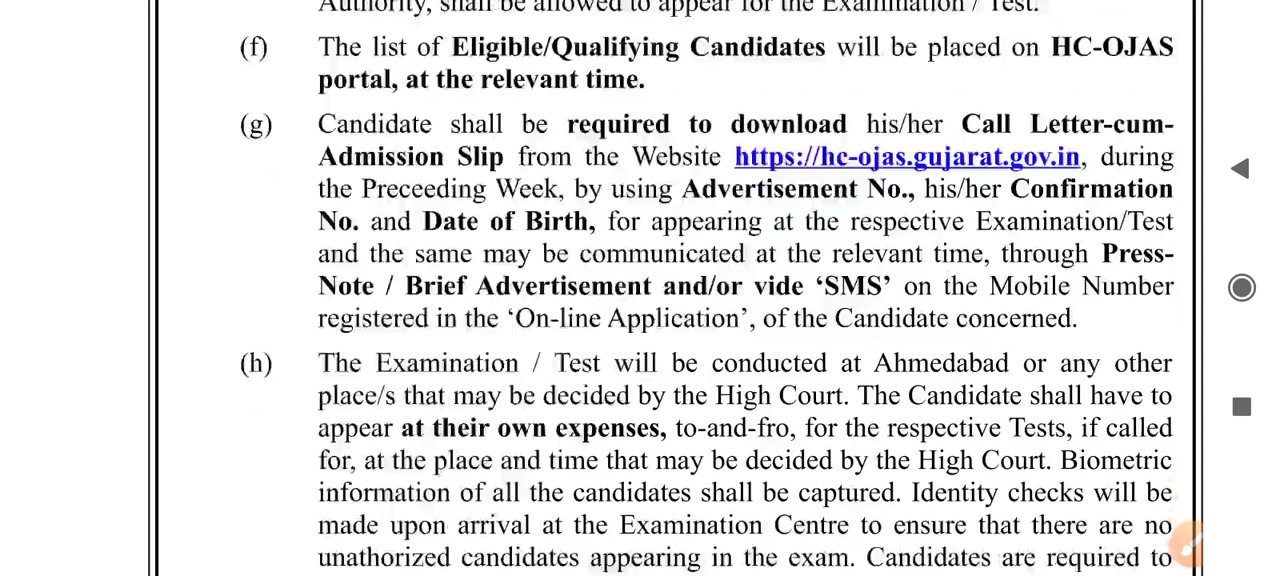 Authority, shall be allowed to appear for the Examination / Test.
(f) The list of Eligible/Qualifying Candidates will be placed on HC-OJAS
portal, at the relevant time.
(g) Candidate shall be required to download his/her Call Letter-cum-
Admission Slip from the Website https://hc-ojas.gujarat.gov.in, during
the Preceeding Week, by using Advertisement No., his/her Confirmation
No. and Date of Birth, for appearing at the respective Examination/Test
and the same may be communicated at the relevant time, through Press-
Note / Brief Advertisement and/or vide ‘SMS’ on the Mobile Number
registered in the ‘On-line Application’, of the Candidate concerned.
(h) The Examination / Test will be conducted at Ahmedabad or any other
place/s that may be decided by the High Court. The Candidate shall have to
appear at their own expenses, to-and-fro, for the respective Tests, if called
for, at the place and time that may be decided by the High Court. Biometric
information of all the candidates shall be captured. Identity checks will be
made upon arrival at the Examination Centre to ensure that there are no
unathorized candidates appearing in the exam. Candidates are required to